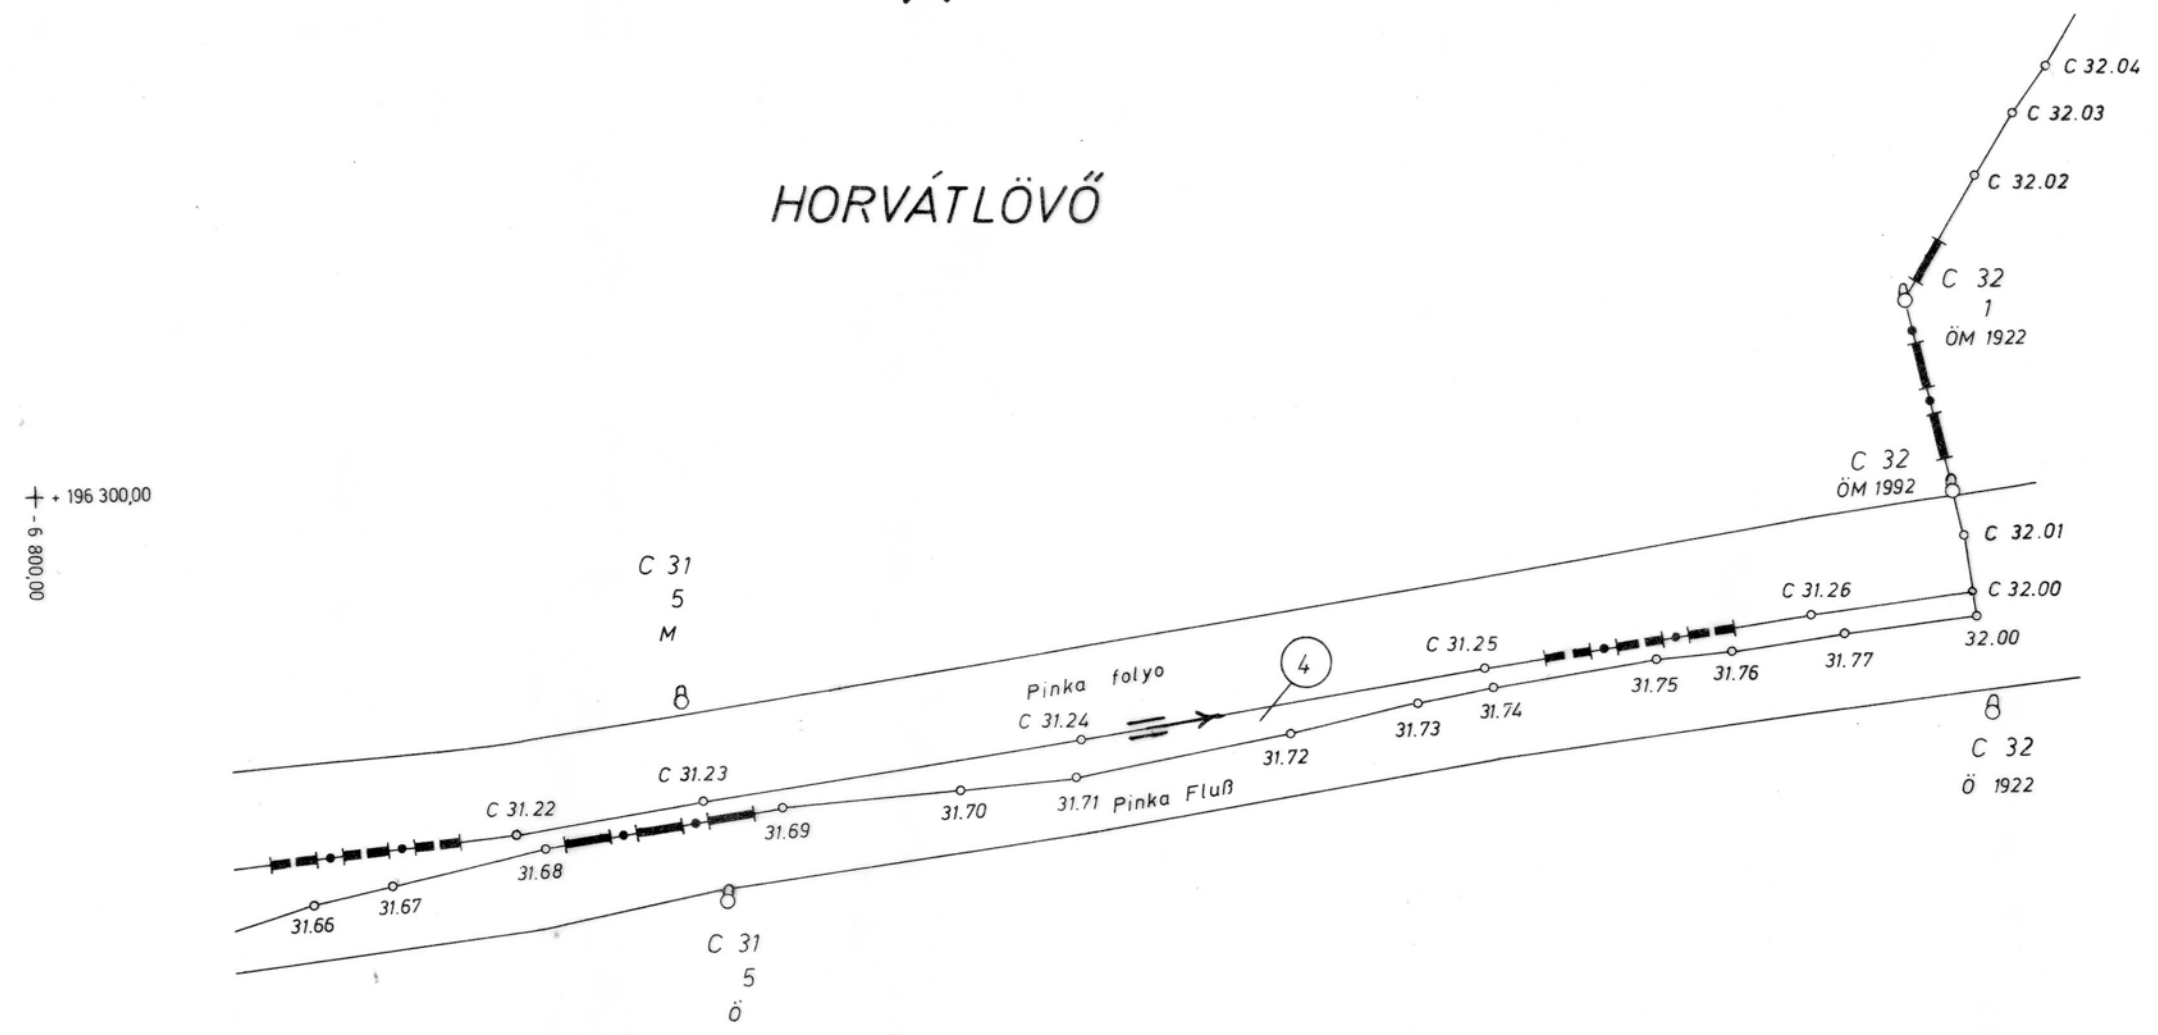 C 32.04
C 32.03
C 32.02
HORVÁTLÖVŐ
C 32
1
ÖM 1922
C 32
ÖM 1992
+ 196 300,00
- 6 800,00
C 32.01
C 31
5
M
C 31.26
C 32.00
32.00
C 31.25
4
31.77
31.76
31.75
Pinka folyo
31.74
C 31.24
31.73
31.72
C 32
Ö 1922
C 31.23
Pinka Fluß
31.71
31.70
C 31.22
31.69
31.68
31.67
31.66
C 31
5
Ö